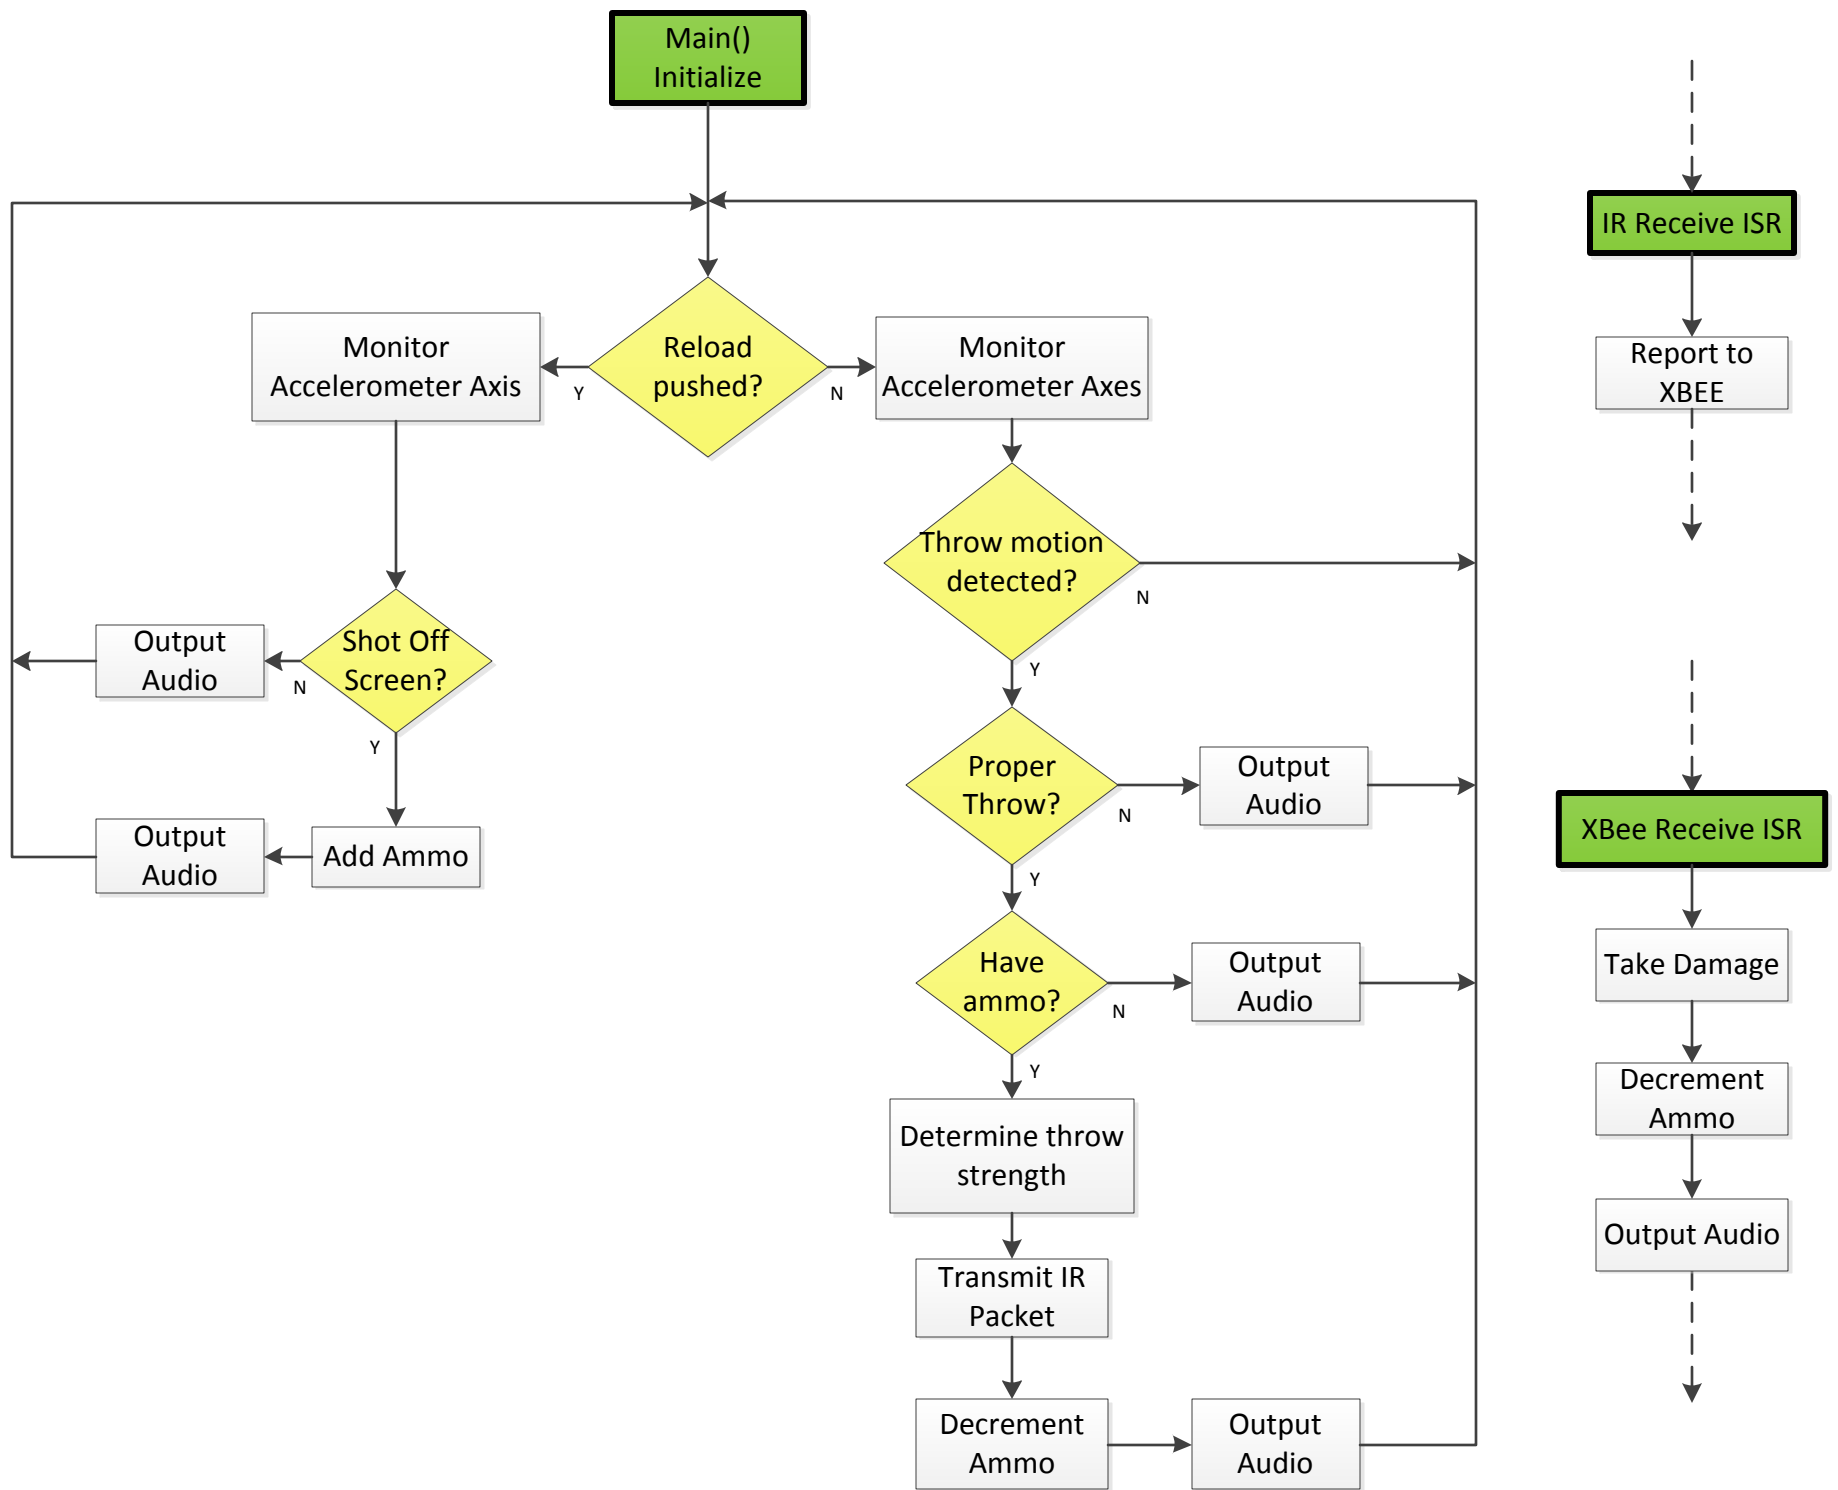 Main()
Initialize
Reload
pushed?
Y
N
Monitor
Accelerometer Axis
Shot Off
Screen?
N
Y
Output
Audio
Add Ammo
Output
Audio
Monitor
Accelerometer Axes
Throw motion
detected?
N
Y
Proper
Throw?
N
Y
Output
Audio
Have
ammo?
N
Y
Output
Audio
Determine throw
strength
Transmit IR
Packet
Decrement
Ammo
Output
Audio
IR Receive ISR
Report to
XBEE
XBee Receive ISR
Take Damage
Decrement
Ammo
Output Audio